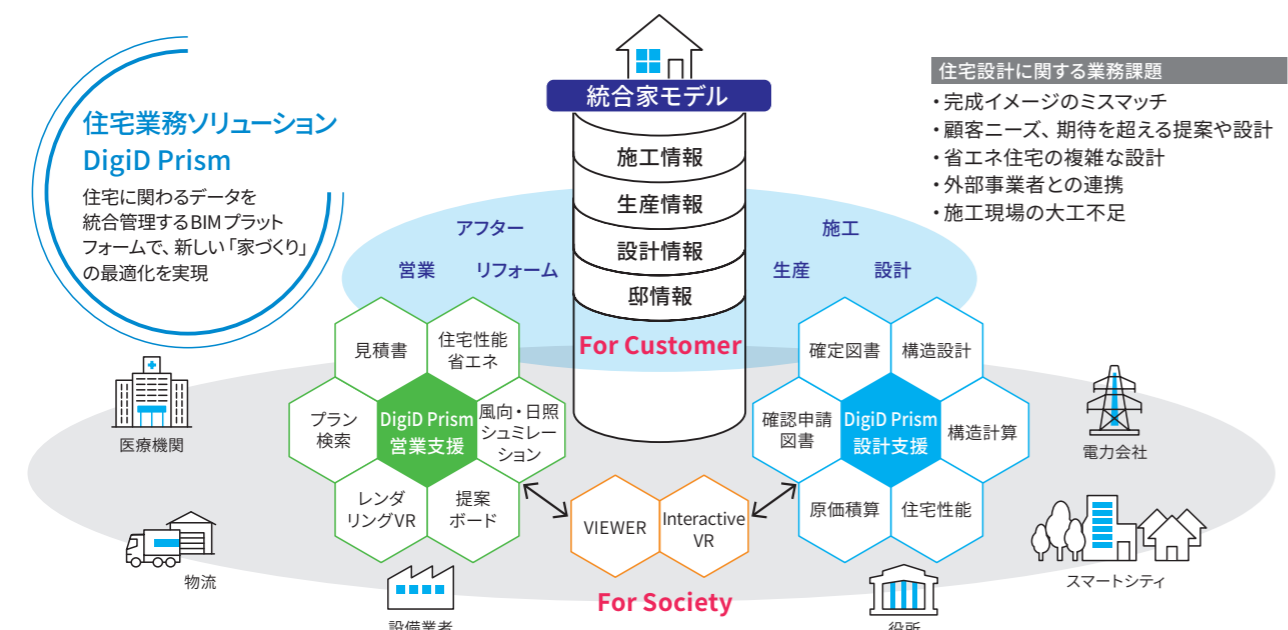 住宅業務ソリューション
DigiD Prism
住宅に関わるデータを
統合管理するBIMプラット
フォームで、新しい「家づくり」
の最適化を実現
統合家モデル
施工情報
生産情報
設計情報
邸情報
For Customer
住宅設計に関する業務課題
・完成イメージのミスマッチ
・顧客ニーズ、期待を超える提案や設計
・省エネ住宅の複雑な設計
・外部事業者との連携
・施工現場の大工不足
アフター
営業
リフォーム
施工
生産
設計
見積書
住宅性能
省エネ
プラン
検索
DigiD Prism
営業支援
風向・日照
シュミレー
ション
レンダ
リングVR
提案
ボード
確定図書
構造設計
確認申請
図書
DigiD Prism
設計支援
構造計算
原価積算
住宅性能
VIEWER
Interactive
VR
For Society
医療機関
物流
設備業者
役所
電力会社
スマートシティ